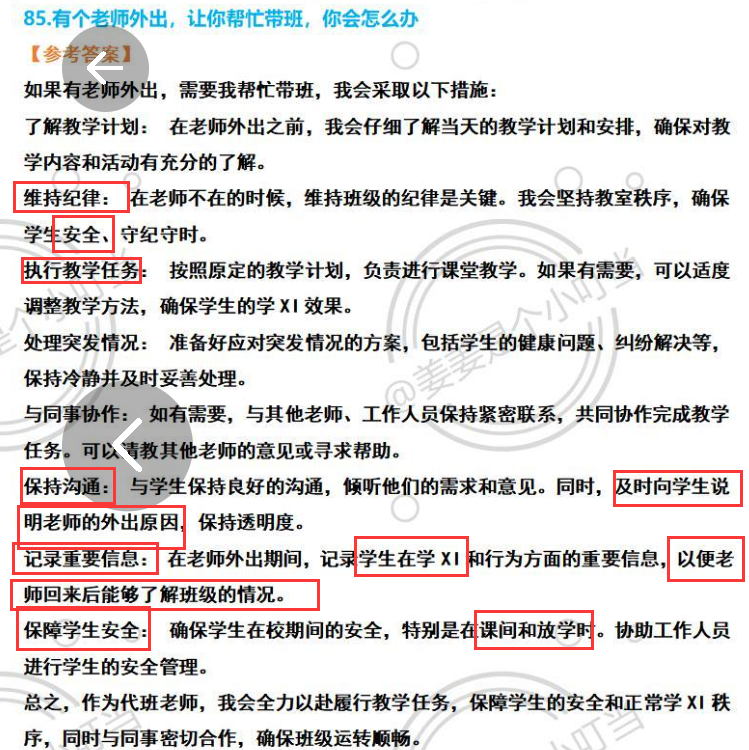 85.有个老师外出，让你帮忙带班，你会怎么办
【参考答案】
如果有老师外出，需要我帮忙带班，我会采取以下措施：
了解教学计划： 在老师外出之前，我会仔细了解当天的教学计划和安排，确保对教
学内容和活动有充分的了解。
维持纪律： 在老师不在的时候，维持班级的纪律是关键。我会坚持教室秩序，确保
学生安全、守纪守时。
执行教学任务： 按照原定的教学计划，负责进行课堂教学。如果有需要，可以适度
调整教学方法，确保学生的学 XI 效果。
处理突发情况： 准备好应对突发情况的方案，包括学生的健康问题、纠纷解决等，
保持冷静并及时妥善处理。
与同事协作： 如有需要，与其他老师、工作人员保持紧密联系，共同协作完成教学
任务。可以请教其他老师的意见或寻求帮助。
保持沟通： 与学生保持良好的沟通，倾听他们的需求和意见。同时，及时向学生说
明老师的外出原因，保持透明度。
记录重要信息： 在老师外出期间，记录学生在学 XI 和行为方面的重要信息，以便老
师回来后能够了解班级的情况。
保障学生安全： 确保学生在校期间的安全，特别是在课间和放学时。协助工作人员
进行学生的安全管理。
总之，作为代班老师，我会全力以赴履行教学任务，保障学生的安全和正常学 XI 秩
序，同时与同事密切合作，确保班级运转顺畅。
@姜姜是个小叮当